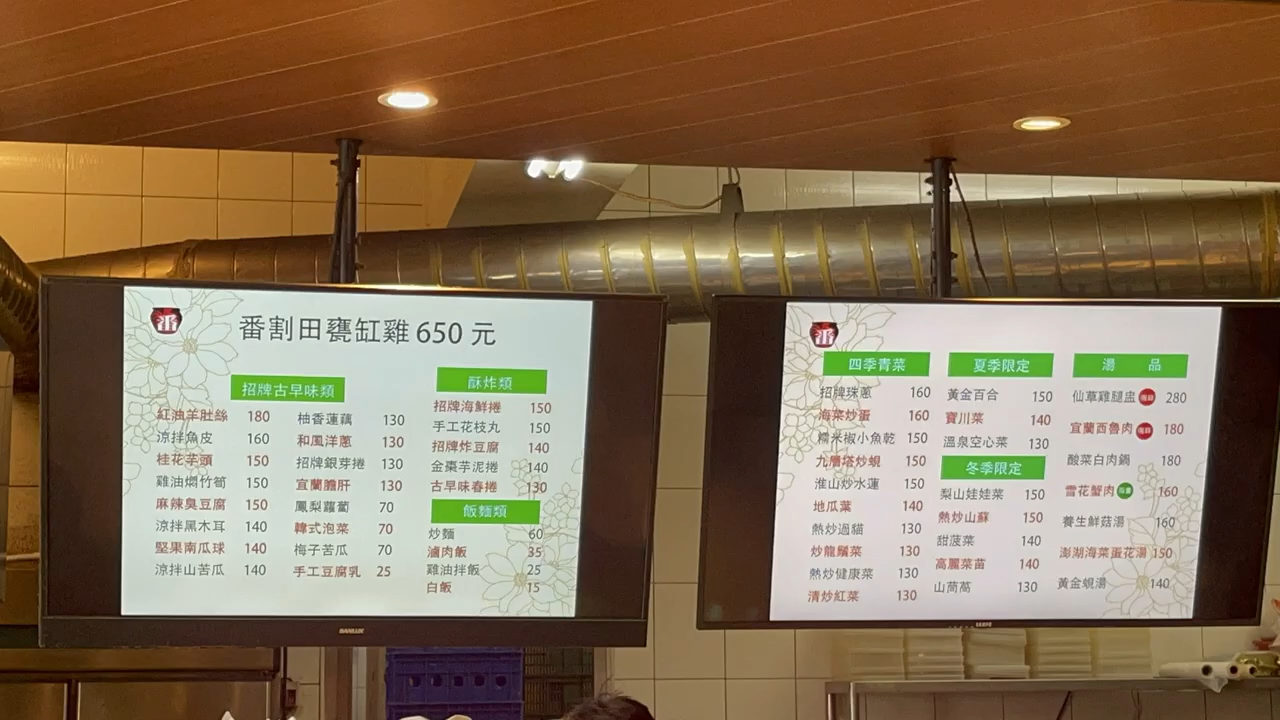 番
番割田甕缸雞 650 元
招牌古早味類
紅油羊肚絲 180
涼拌魚皮 160
桂花芋頭 150
雞油燜竹筍 150
麻辣臭豆腐 150
涼拌黑木耳 140
堅果南瓜球 140
涼拌山苦瓜 140
柚香蓮藕 130
和風洋蔥 130
招牌銀芽捲 130
宜蘭膽肝 130
鳳梨蘿蔔 70
韓式泡菜 70
梅子苦瓜 70
手工豆腐乳 25
酥炸類
招牌海鮮捲 150
手工花枝丸 150
招牌炸豆腐 140
金棗芋泥捲 140
古早味春捲 130
飯麵類
炒麵 60
滷肉飯 35
雞油拌飯 25
白飯 15
SANLUX
番
四季青菜
招牌珠蔥 160
海菜炒蛋 160
糯米椒小魚乾 150
九層塔炒蜆 150
淮山炒水蓮 150
地瓜葉 140
熱炒過貓 130
炒龍鬚菜 130
熱炒健康菜 130
清炒紅菜 130
夏季限定
黃金百合 150
寶川菜 140
溫泉空心菜 130
冬季限定
梨山娃娃菜 150
熱炒山蘇 150
甜菠菜 140
高麗菜苗 140
山茼萵 130
湯 品
仙草雞腿盅 280
宜蘭西魯肉 180
酸菜白肉鍋 180
雪花蟹肉 160
養生鮮菇湯 160
澎湖海菜蛋花湯 150
黃金蜆湯 140